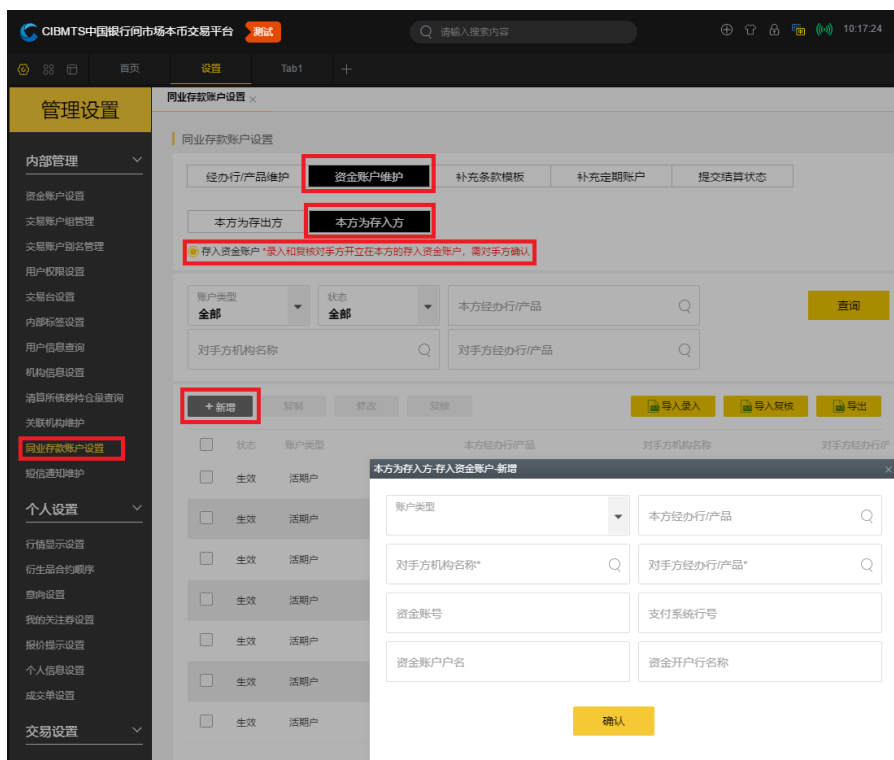 CIBMTS中国银行间市场本币交易平台 测试 请输入搜索内容 10:17:24
首页 设置 Tab1
管理设置
同业存款账户设置
同业存款账户设置
内部管理
资金账户设置
交易账户组管理
交易账户别名管理
用户权限设置
交易台设置
内部标签设置
用户信息查询
机构信息设置
清算所债券持仓量查询
关联机构维护
同业存款账户设置
短信通知维护
个人设置
行情显示设置
衍生品合约顺序
意向设置
我的关注券设置
报价提示设置
个人信息设置
成交单设置
交易设置
经办行/产品维护 资金账户维护 补充条款模板 补充定期账户 提交结算状态
本方为存出方 本方为存入方
存入资金账户 *录入和复核对手方开立在本方的存入资金账户，需对手方确认
账户类型 状态
全部 全部 本方经办行/产品 查询
对手方机构名称 对手方经办行/产品
+新增 复制 修改 复核 导入录入 导入复核 导出
状态 账户类型 本方经办行/产品 对手方机构名称 对手方经办行/产
生效 活期户
生效 活期户
生效 活期户
生效 活期户
生效 活期户
生效 活期户
生效 活期户
本方为存入方-存入资金账户-新增
账户类型 本方经办行/产品
对手方机构名称* 对手方经办行/产品*
资金账号 支付系统行号
资金账户户名 资金开户行名称
确认